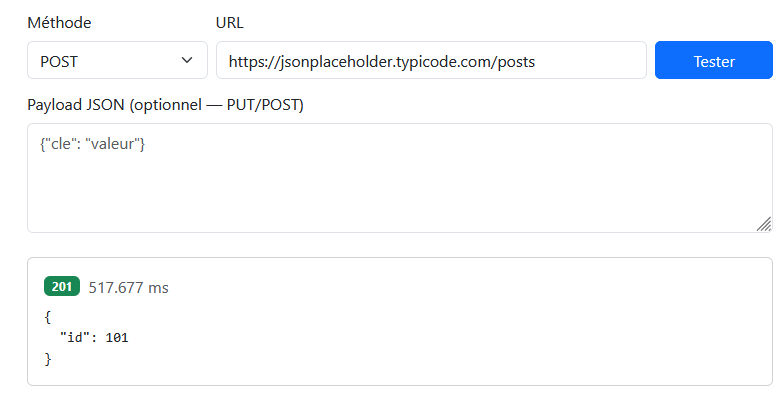 Méthode URL
POST https://jsonplaceholder.typicode.com/posts Tester
Payload JSON (optionnel — PUT/POST)
{"cle": "valeur"}
201 517.677 ms
{
  "id": 101
}